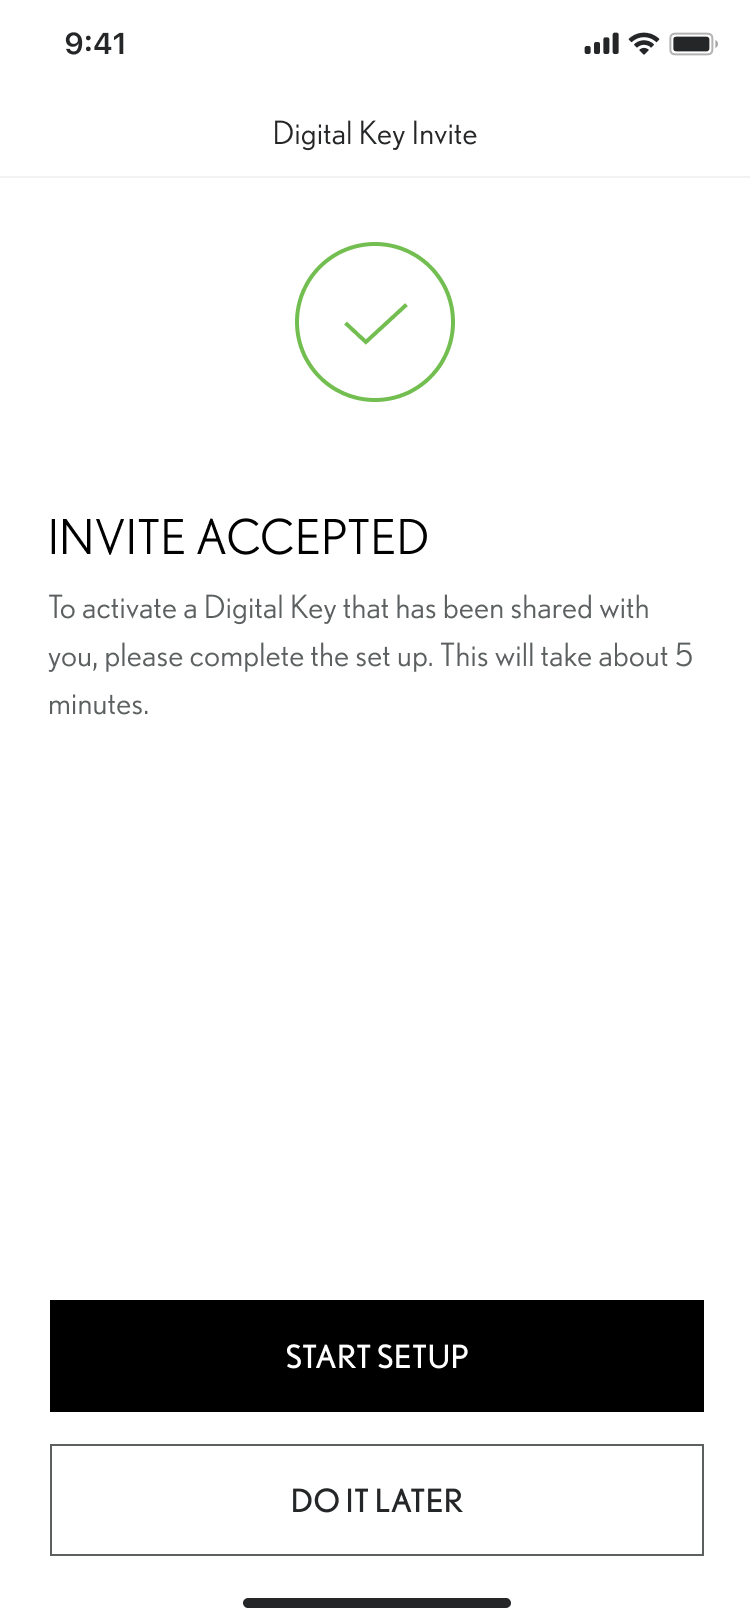 9:41
Digital Key Invite
INVITE ACCEPTED
To activate a Digital Key that has been shared with
you, please complete the set up. This will take about 5
minutes.
START SETUP
DO IT LATER